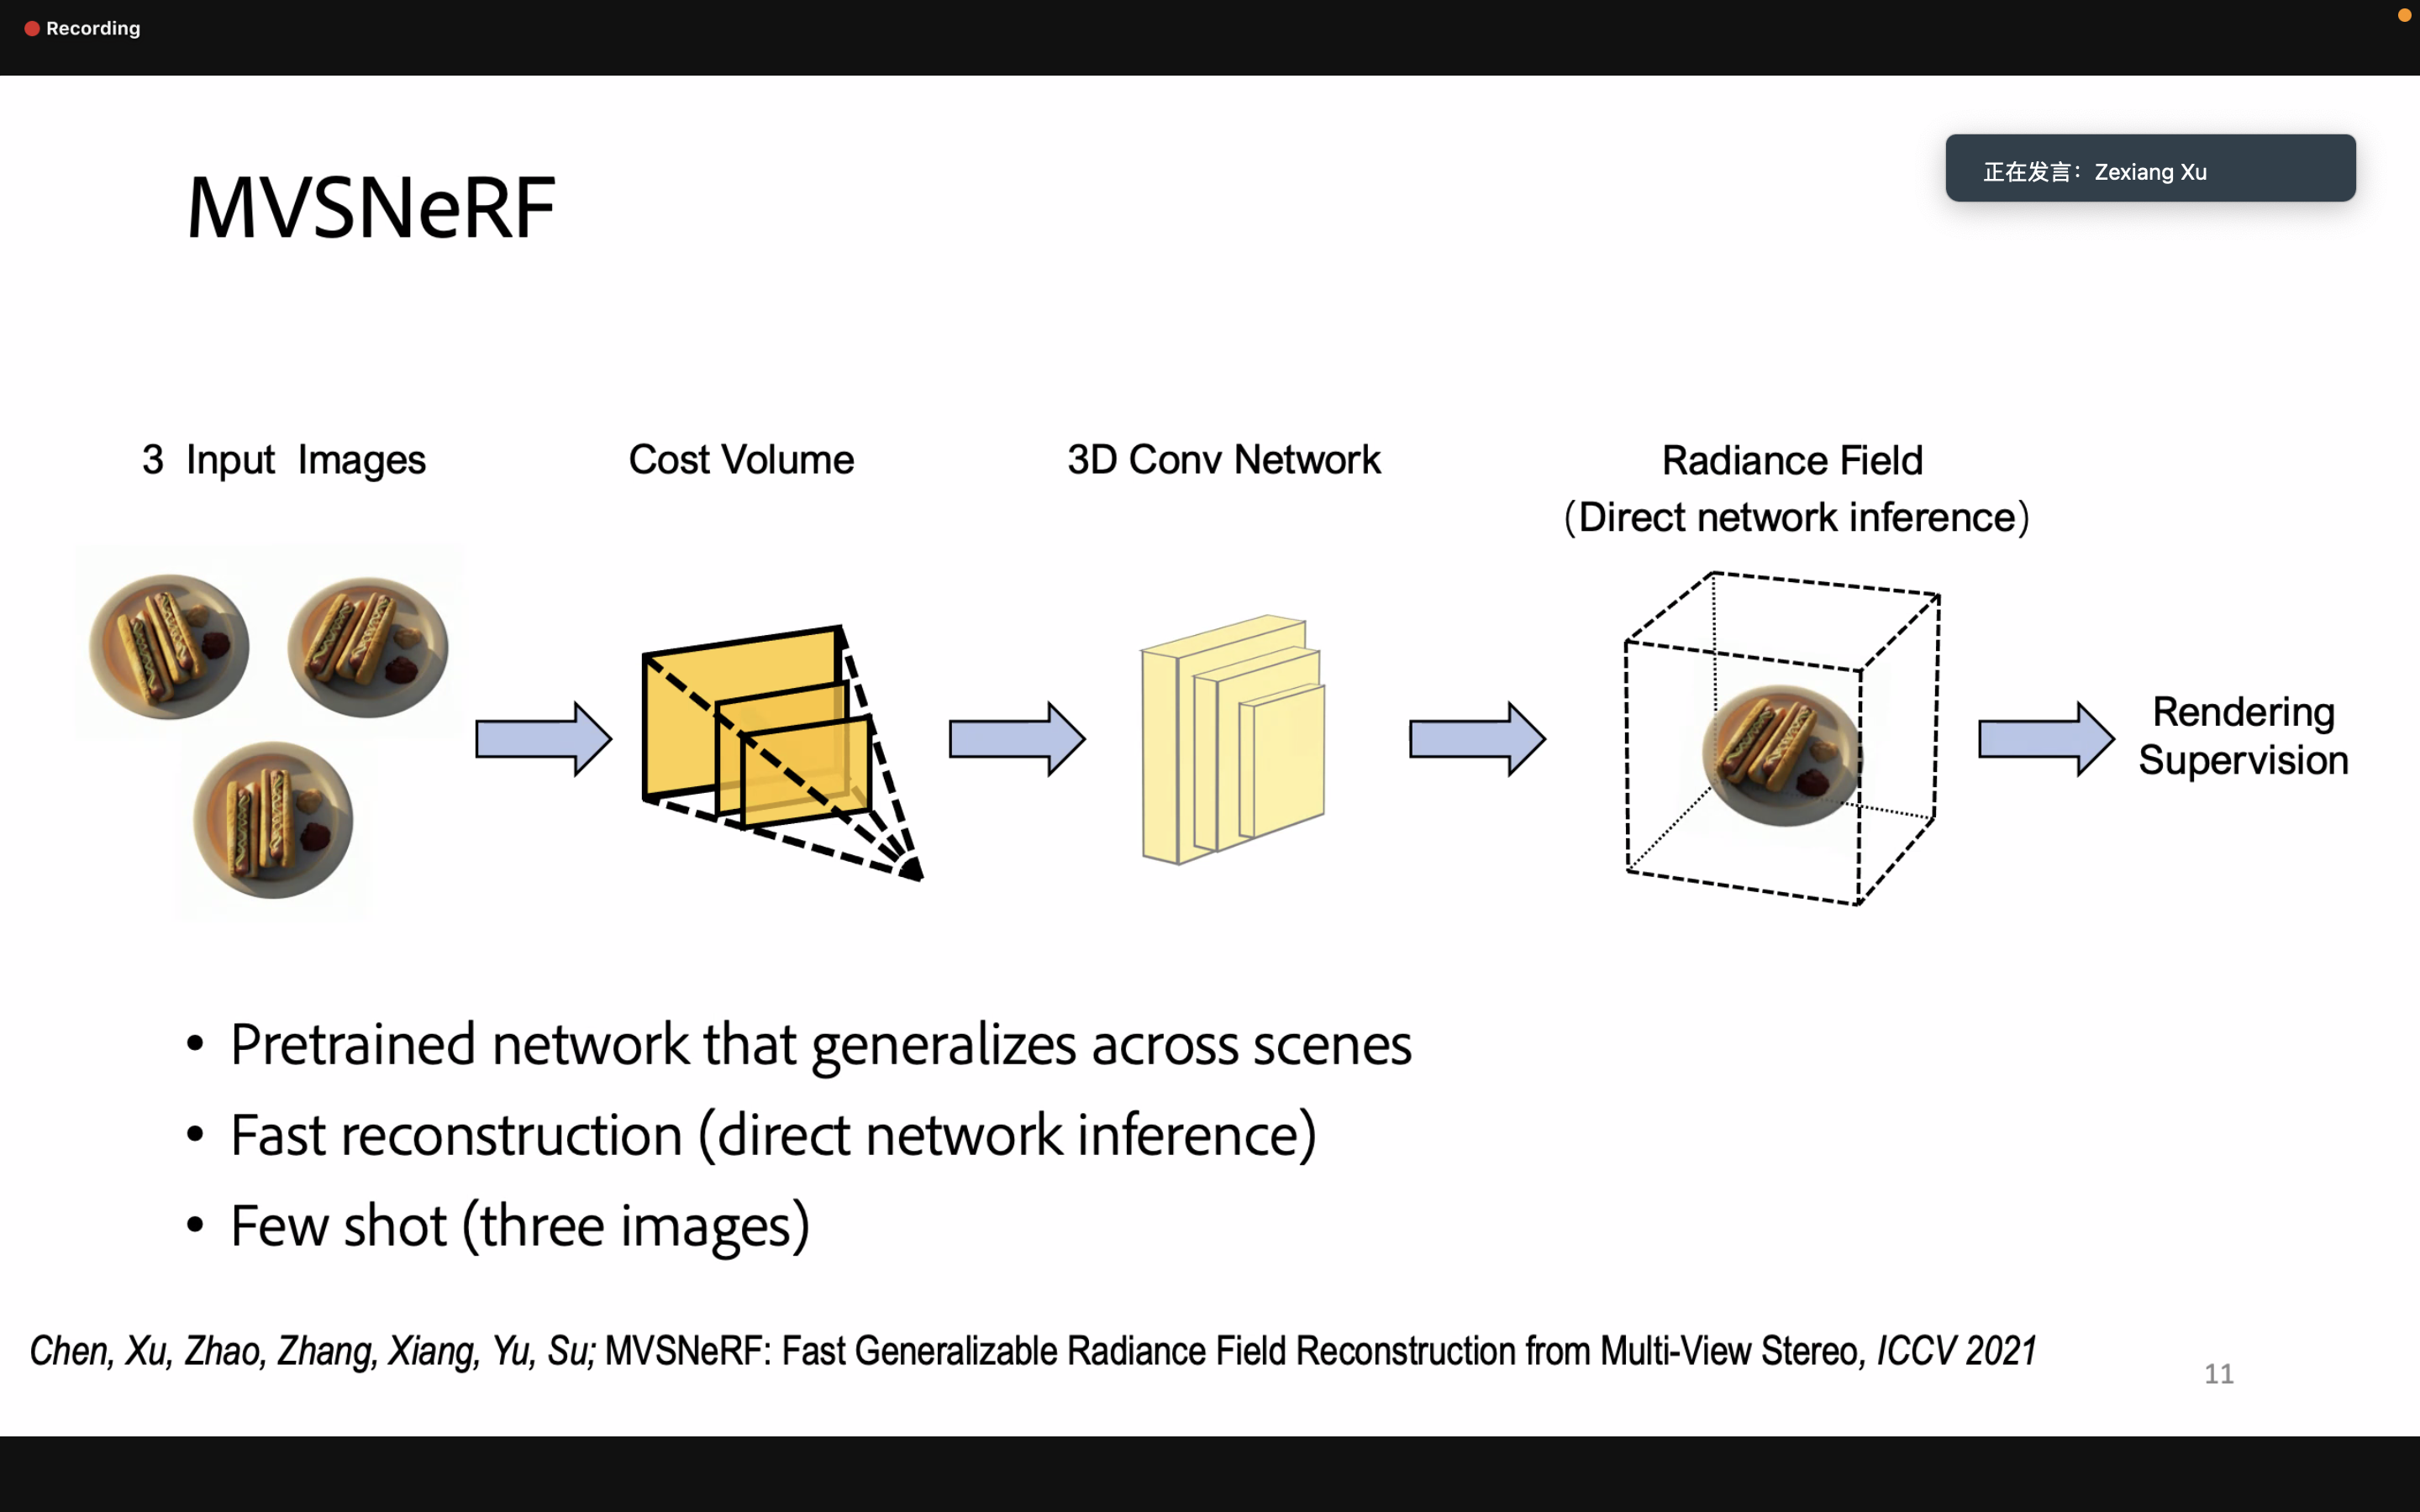 Recording
正在发言：Zexiang Xu
MVSNeRF
3 Input Images
Cost Volume
3D Conv Network
Radiance Field
（Direct network inference）
Rendering
Supervision
• Pretrained network that generalizes across scenes
• Fast reconstruction (direct network inference)
• Few shot (three images)
Chen, Xu, Zhao, Zhang, Xiang, Yu, Su; MVSNeRF: Fast Generalizable Radiance Field Reconstruction from Multi-View Stereo, ICCV 2021
11